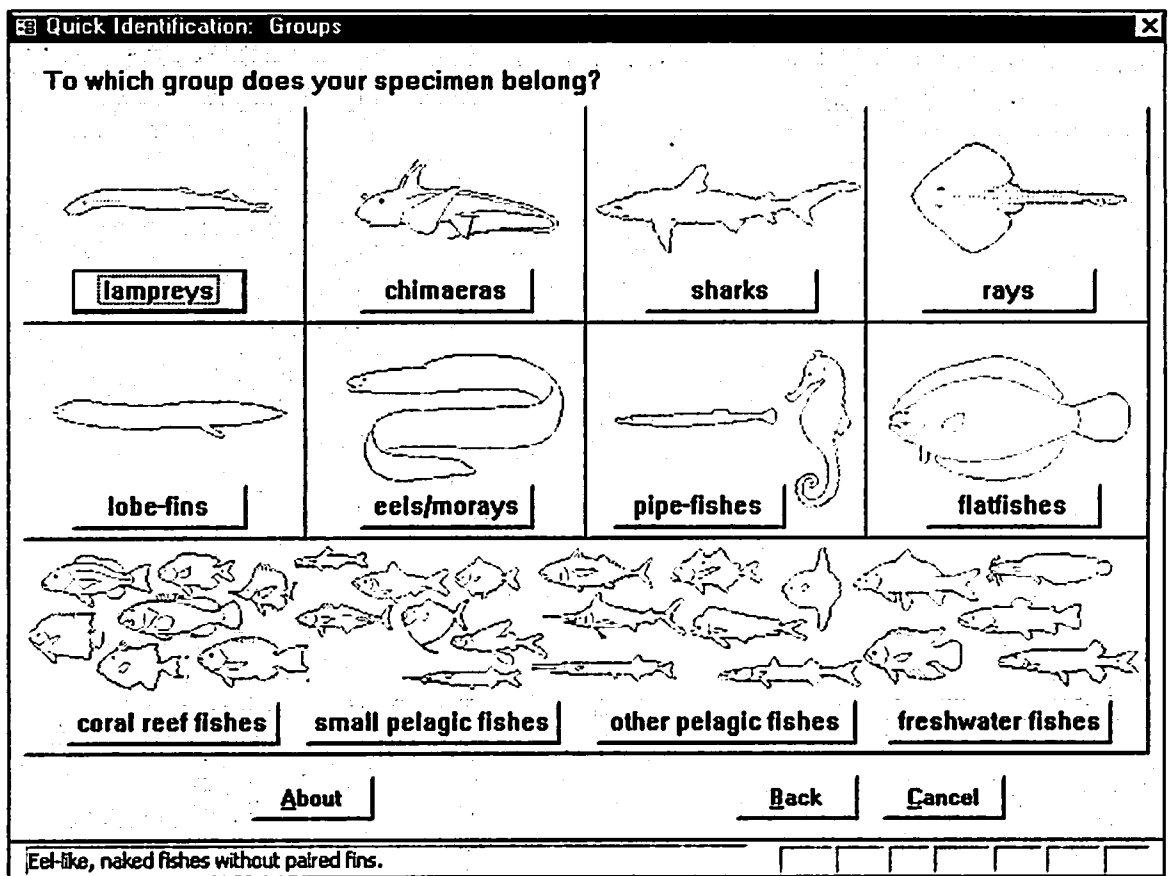 Quick Identification: Groups
To which group does your specimen belong?
lampreys chimaeras sharks rays
lobe-fins eels/morays pipe-fishes flatfishes
coral reef fishes small pelagic fishes other pelagic fishes freshwater fishes
About Back Cancel
Eel-like, naked fishes without paired fins.